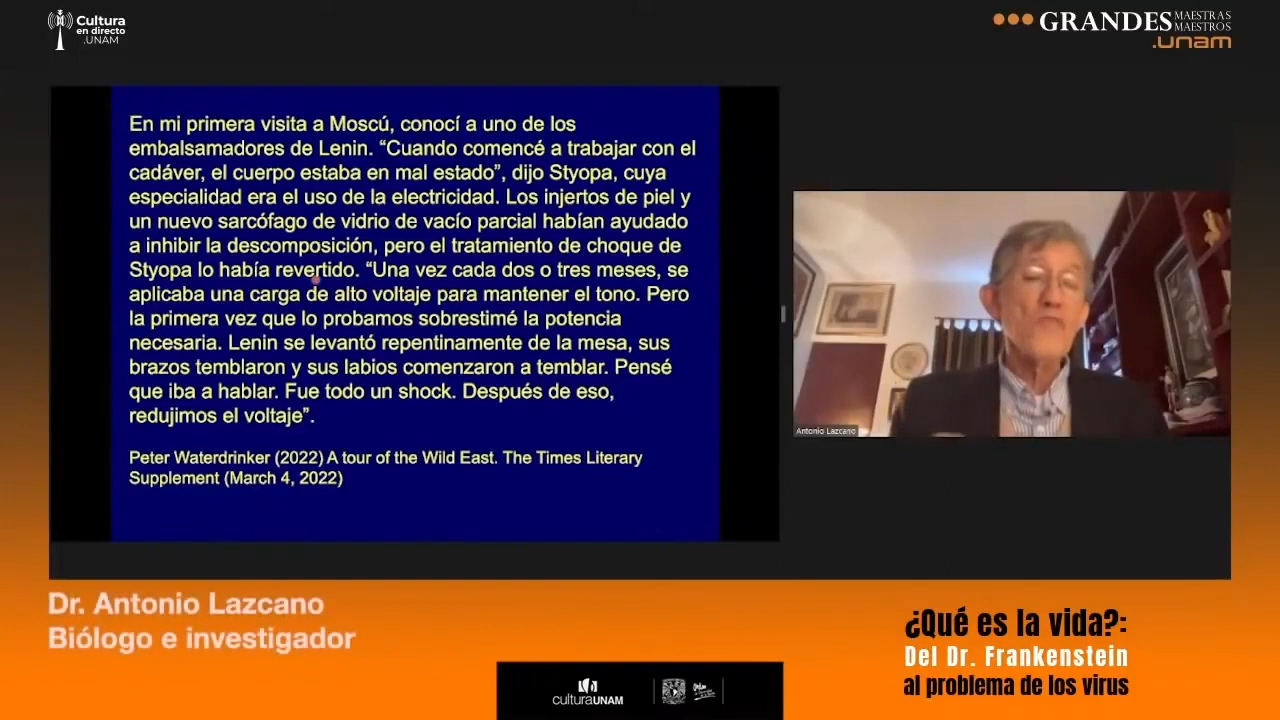 Cultura
en directo
.UNAM
GRANDES MAESTRAS
MAESTROS
.unam
En mi primera visita a Moscú, conocí a uno de los
embalsamadores de Lenin. “Cuando comencé a trabajar con el
cadáver, el cuerpo estaba en mal estado”, dijo Styopa, cuya
especialidad era el uso de la electricidad. Los injertos de piel y
un nuevo sarcófago de vidrio de vacío parcial habían ayudado
a inhibir la descomposición, pero el tratamiento de choque de
Styopa lo había revertido. “Una vez cada dos o tres meses, se
aplicaba una carga de alto voltaje para mantener el tono. Pero
la primera vez que lo probamos sobrestimé la potencia
necesaria. Lenin se levantó repentinamente de la mesa, sus
brazos temblaron y sus labios comenzaron a temblar. Pensé
que iba a hablar. Fue todo un shock. Después de eso,
redujimos el voltaje”.
Peter Waterdrinker (2022) A tour of the Wild East. The Times Literary
Supplement (March 4, 2022)
Antonio Lazcano
Dr. Antonio Lazcano
Biólogo e investigador
¿Qué es la vida?:
Del Dr. Frankenstein
al problema de los virus
culturaUNAM